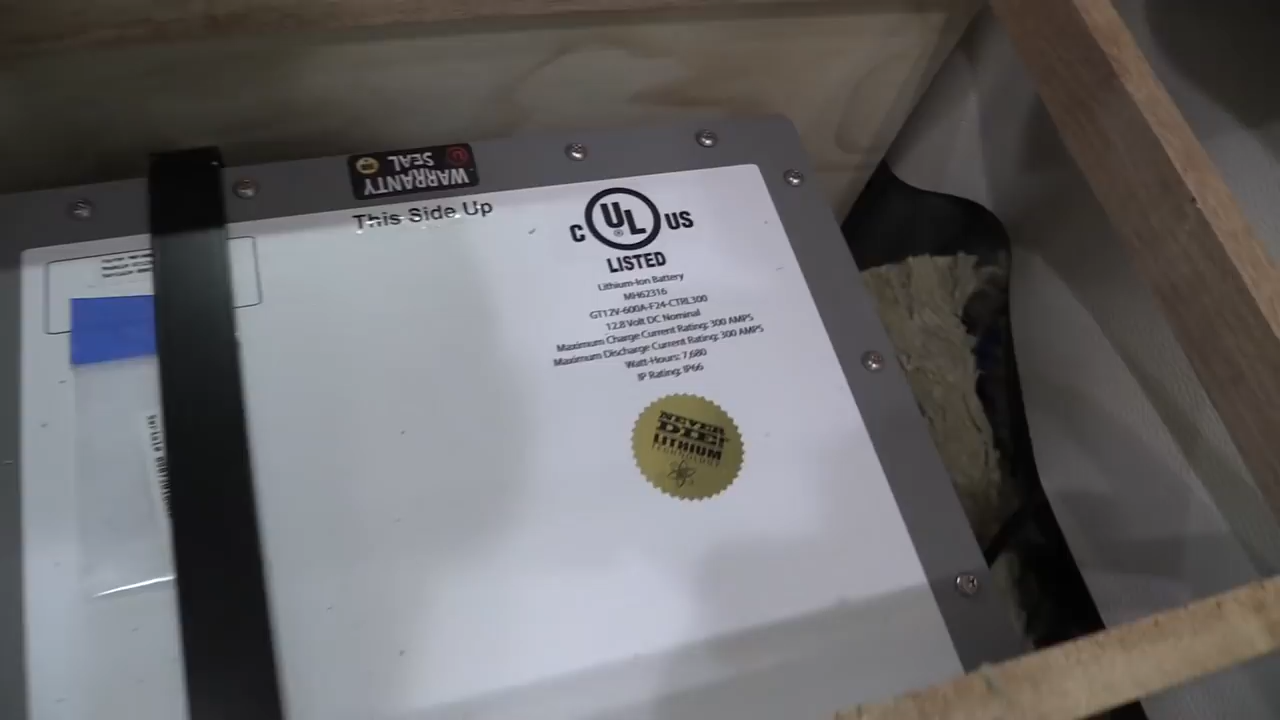 WARRANTY
SEAL
This Side Up
C UL US
®
LISTED
Lithium-Ion Battery
MH62316
GT12V-600A-F24-CTRL300
12.8 Volt DC Nominal
Maximum Charge Current Rating: 300 AMPS
Maximum Discharge Current Rating: 300 AMPS
Watt-Hours: 7,680
IP Rating: IP66
NEVER
DIE!
LITHIUM
TECHNOLOGY